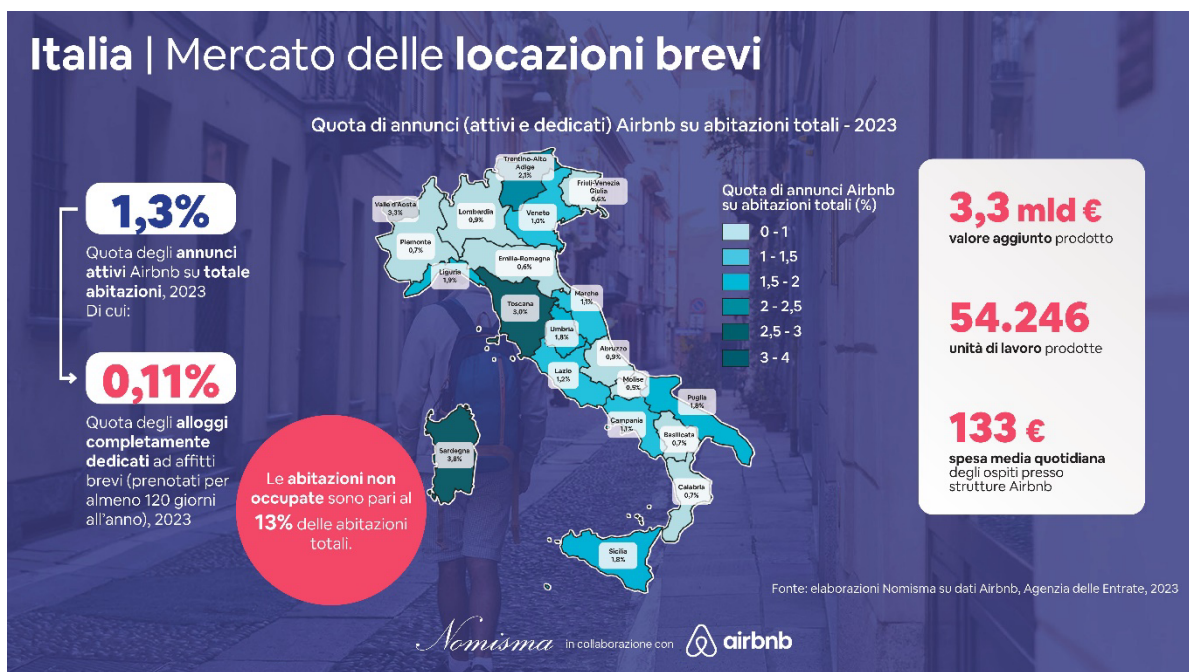 Italia | Mercato delle locazioni brevi
Quota di annunci (attivi e dedicati) Airbnb su abitazioni totali - 2023
1,3%
Quota degli annunci
attivi Airbnb su totale
abitazioni, 2023
Di cui:
0,11%
Quota degli alloggi
completamente
dedicati ad affitti
brevi (prenotati per
almeno 120 giorni
all'anno), 2023
Le abitazioni non
occupate sono pari al
13% delle abitazioni
totali.
Trentino-Alto
Adige
2,1%
Friuli-Venezia
Giulia
0,6%
Valle d'Aosta
3,3%
Lombardia
0,9%
Veneto
1,0%
Piemonte
0,7%
Emilia-Romagna
0,6%
Liguria
1,9%
Toscana
3,0%
Marche
1,1%
Umbria
1,8%
Abruzzo
0,9%
Lazio
1,2%
Molise
0,5%
Puglia
1,8%
Campania
1,1%
Basilicata
0,7%
Sardegna
3,8%
Calabria
0,7%
Sicilia
1,8%
Quota di annunci Airbnb
su abitazioni totali (%)
0 - 1
1 - 1,5
1,5 - 2
2 - 2,5
2,5 - 3
3 - 4
3,3 mld €
valore aggiunto prodotto
54.246
unità di lavoro prodotte
133 €
spesa media quotidiana
degli ospiti presso
strutture Airbnb
Fonte: elaborazioni Nomisma su dati Airbnb, Agenzia delle Entrate, 2023
Nomisma in collaborazione con airbnb